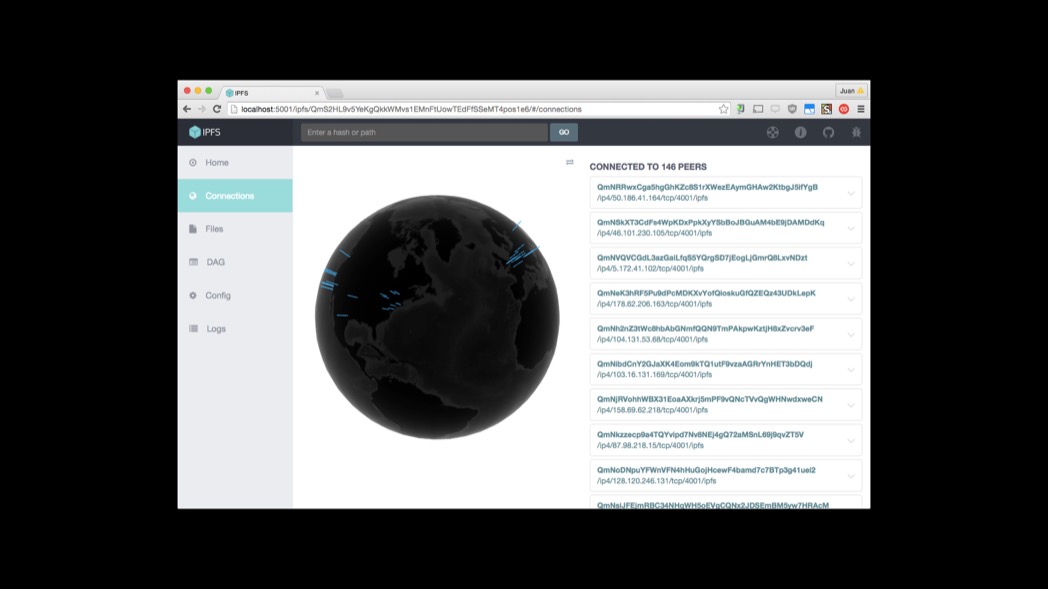 IPFS
Juan
localhost:5001/ipfs/QmS2HL9v5YeKgQkkWMvs1EMnFtUowTEdFfSSeMT4pos1e6/#/connections
IPFS
Enter a hash or path
GO
Home
Connections
Files
DAG
Config
Logs
CONNECTED TO 146 PEERS
QmNRRwxCga5hgGhKZc8S1rXWezEAymGHAw2KtbgJ5ifYgB
/ip4/50.186.41.164/tcp/4001/ipfs
QmNSkXT3CdFs4WpKDxPpkXyYSbBoJBGuAM4bE9jDAMDdKq
/ip4/46.101.230.105/tcp/4001/ipfs
QmNVQVCGdL3azGaiLfqS5YQrgSD7jEogLjGmrQ8LxvNDzt
/ip4/5.172.41.102/tcp/4001/ipfs
QmNeK3hRF5Pu9dPcMDKXvYofQioskuGfQZEQz43UDkLepK
/ip4/178.62.206.163/tcp/4001/ipfs
QmNh2nZ3tWc8hbAbGNmfQQN9TmPAkpwKztjH8xZvcrv3eF
/ip4/104.131.53.68/tcp/4001/ipfs
QmNibdCnY2GJaXK4Eom9kTQ1utF9vzaAGRrYnHET3bDQdj
/ip4/103.16.131.169/tcp/4001/ipfs
QmNjRVohhWBX31EoaAXkrj5mPF9vQNcTVvQgWHNwdxweCN
/ip4/158.69.62.218/tcp/4001/ipfs
QmNkzzecp9a4TQYvipd7Nv8NEj4gQ72aMSnL69j9qvZT5V
/ip4/87.98.218.15/tcp/4001/ipfs
QmNoDNpuYFWnVFN4hHuGojHcewF4bamd7c7BTp3g41uei2
/ip4/128.120.246.131/tcp/4001/ipfs